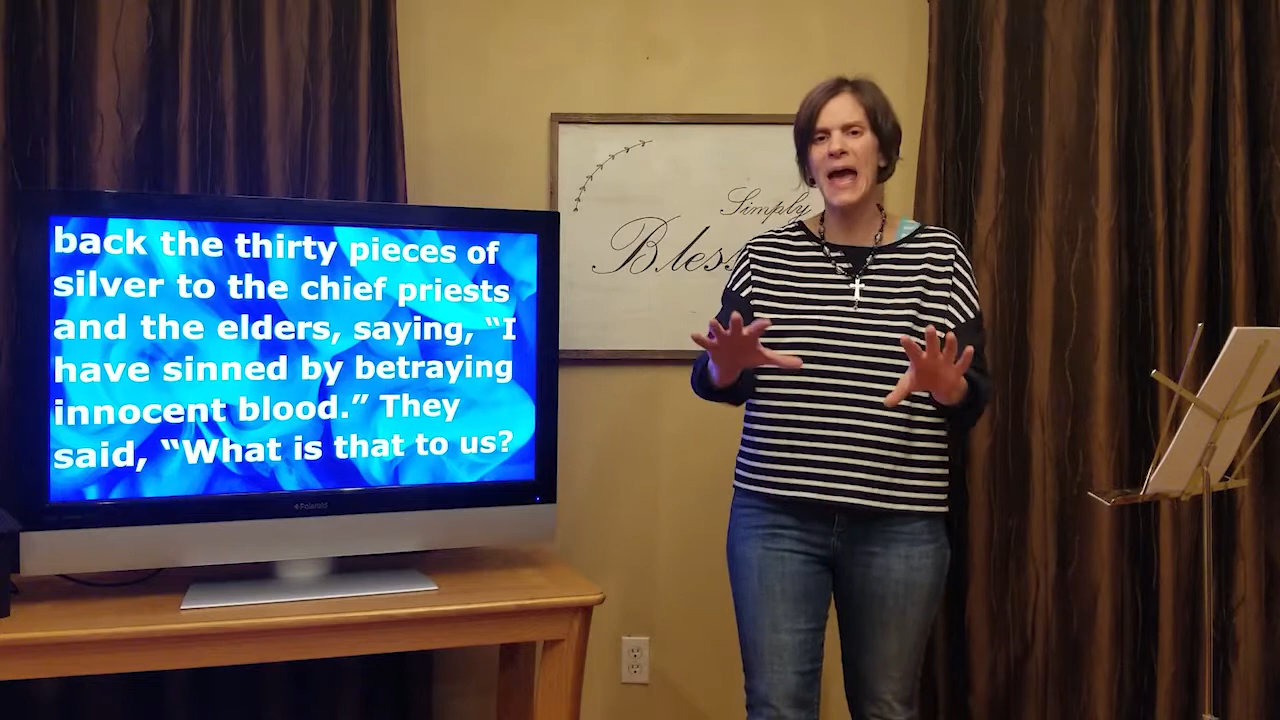 back the thirty pieces of
silver to the chief priests
and the elders, saying, “I
have sinned by betraying
innocent blood.” They
said, “What is that to us?
Polaroid
Simply